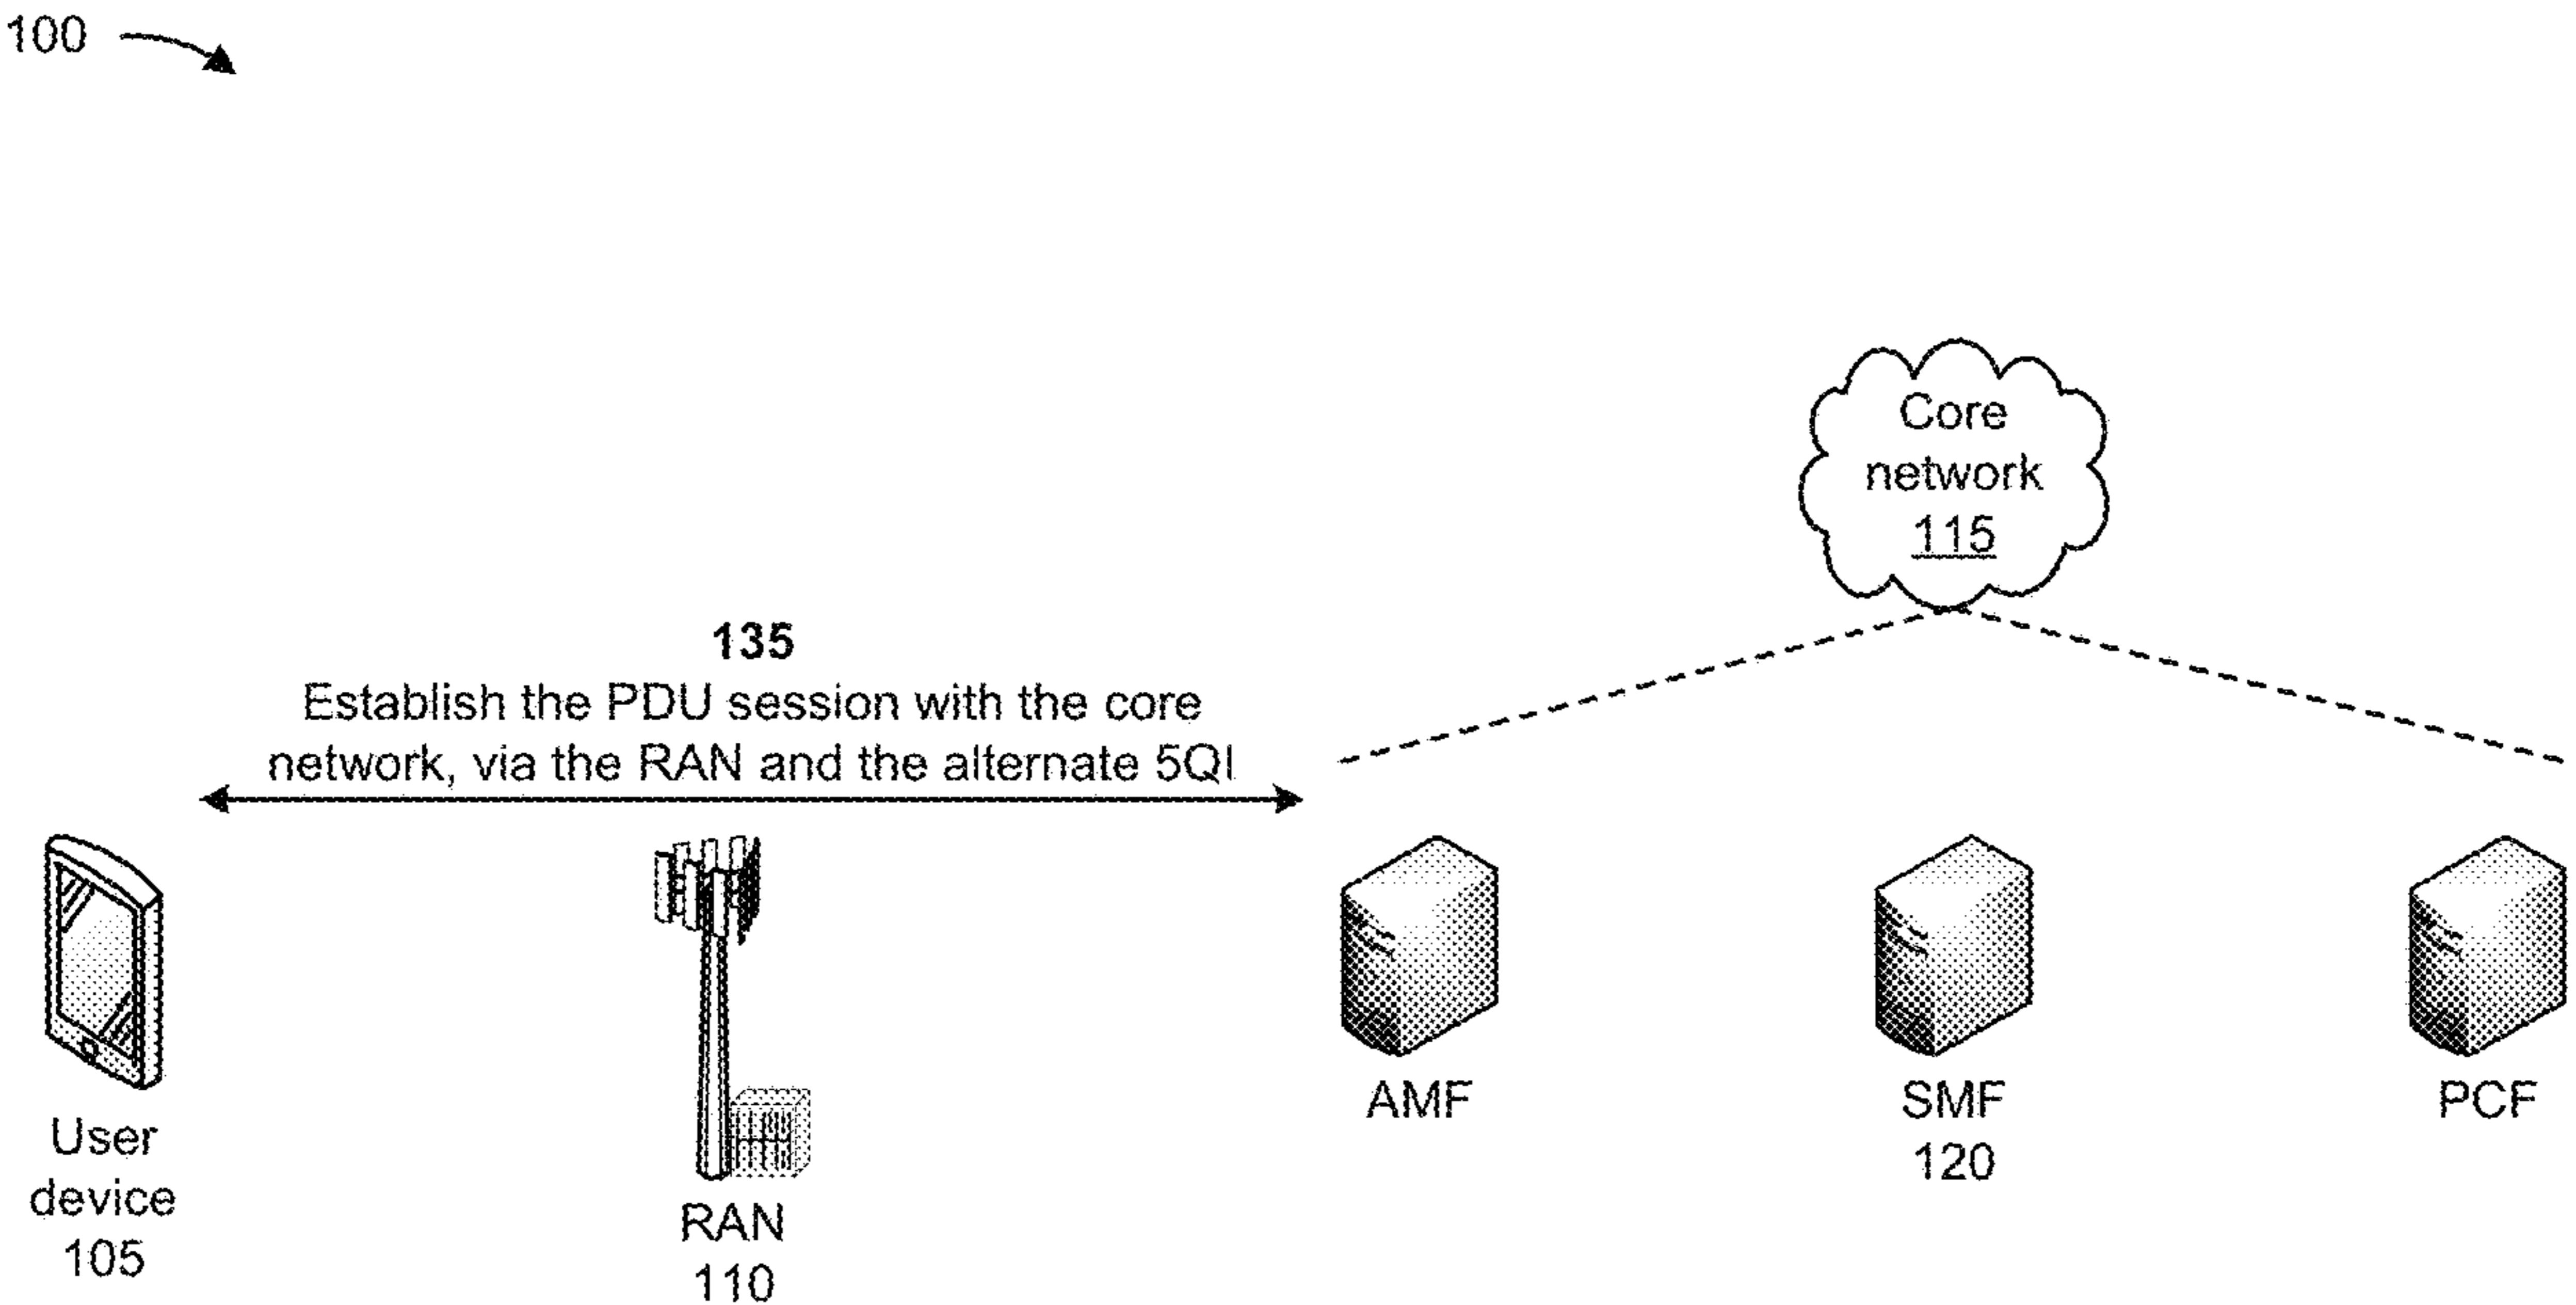 100
Core
network
115
135
Establish the PDU session with the core
network, via the RAN and the alternate 5QI
User
device
105
RAN
110
AMF
SMF
120
PCF